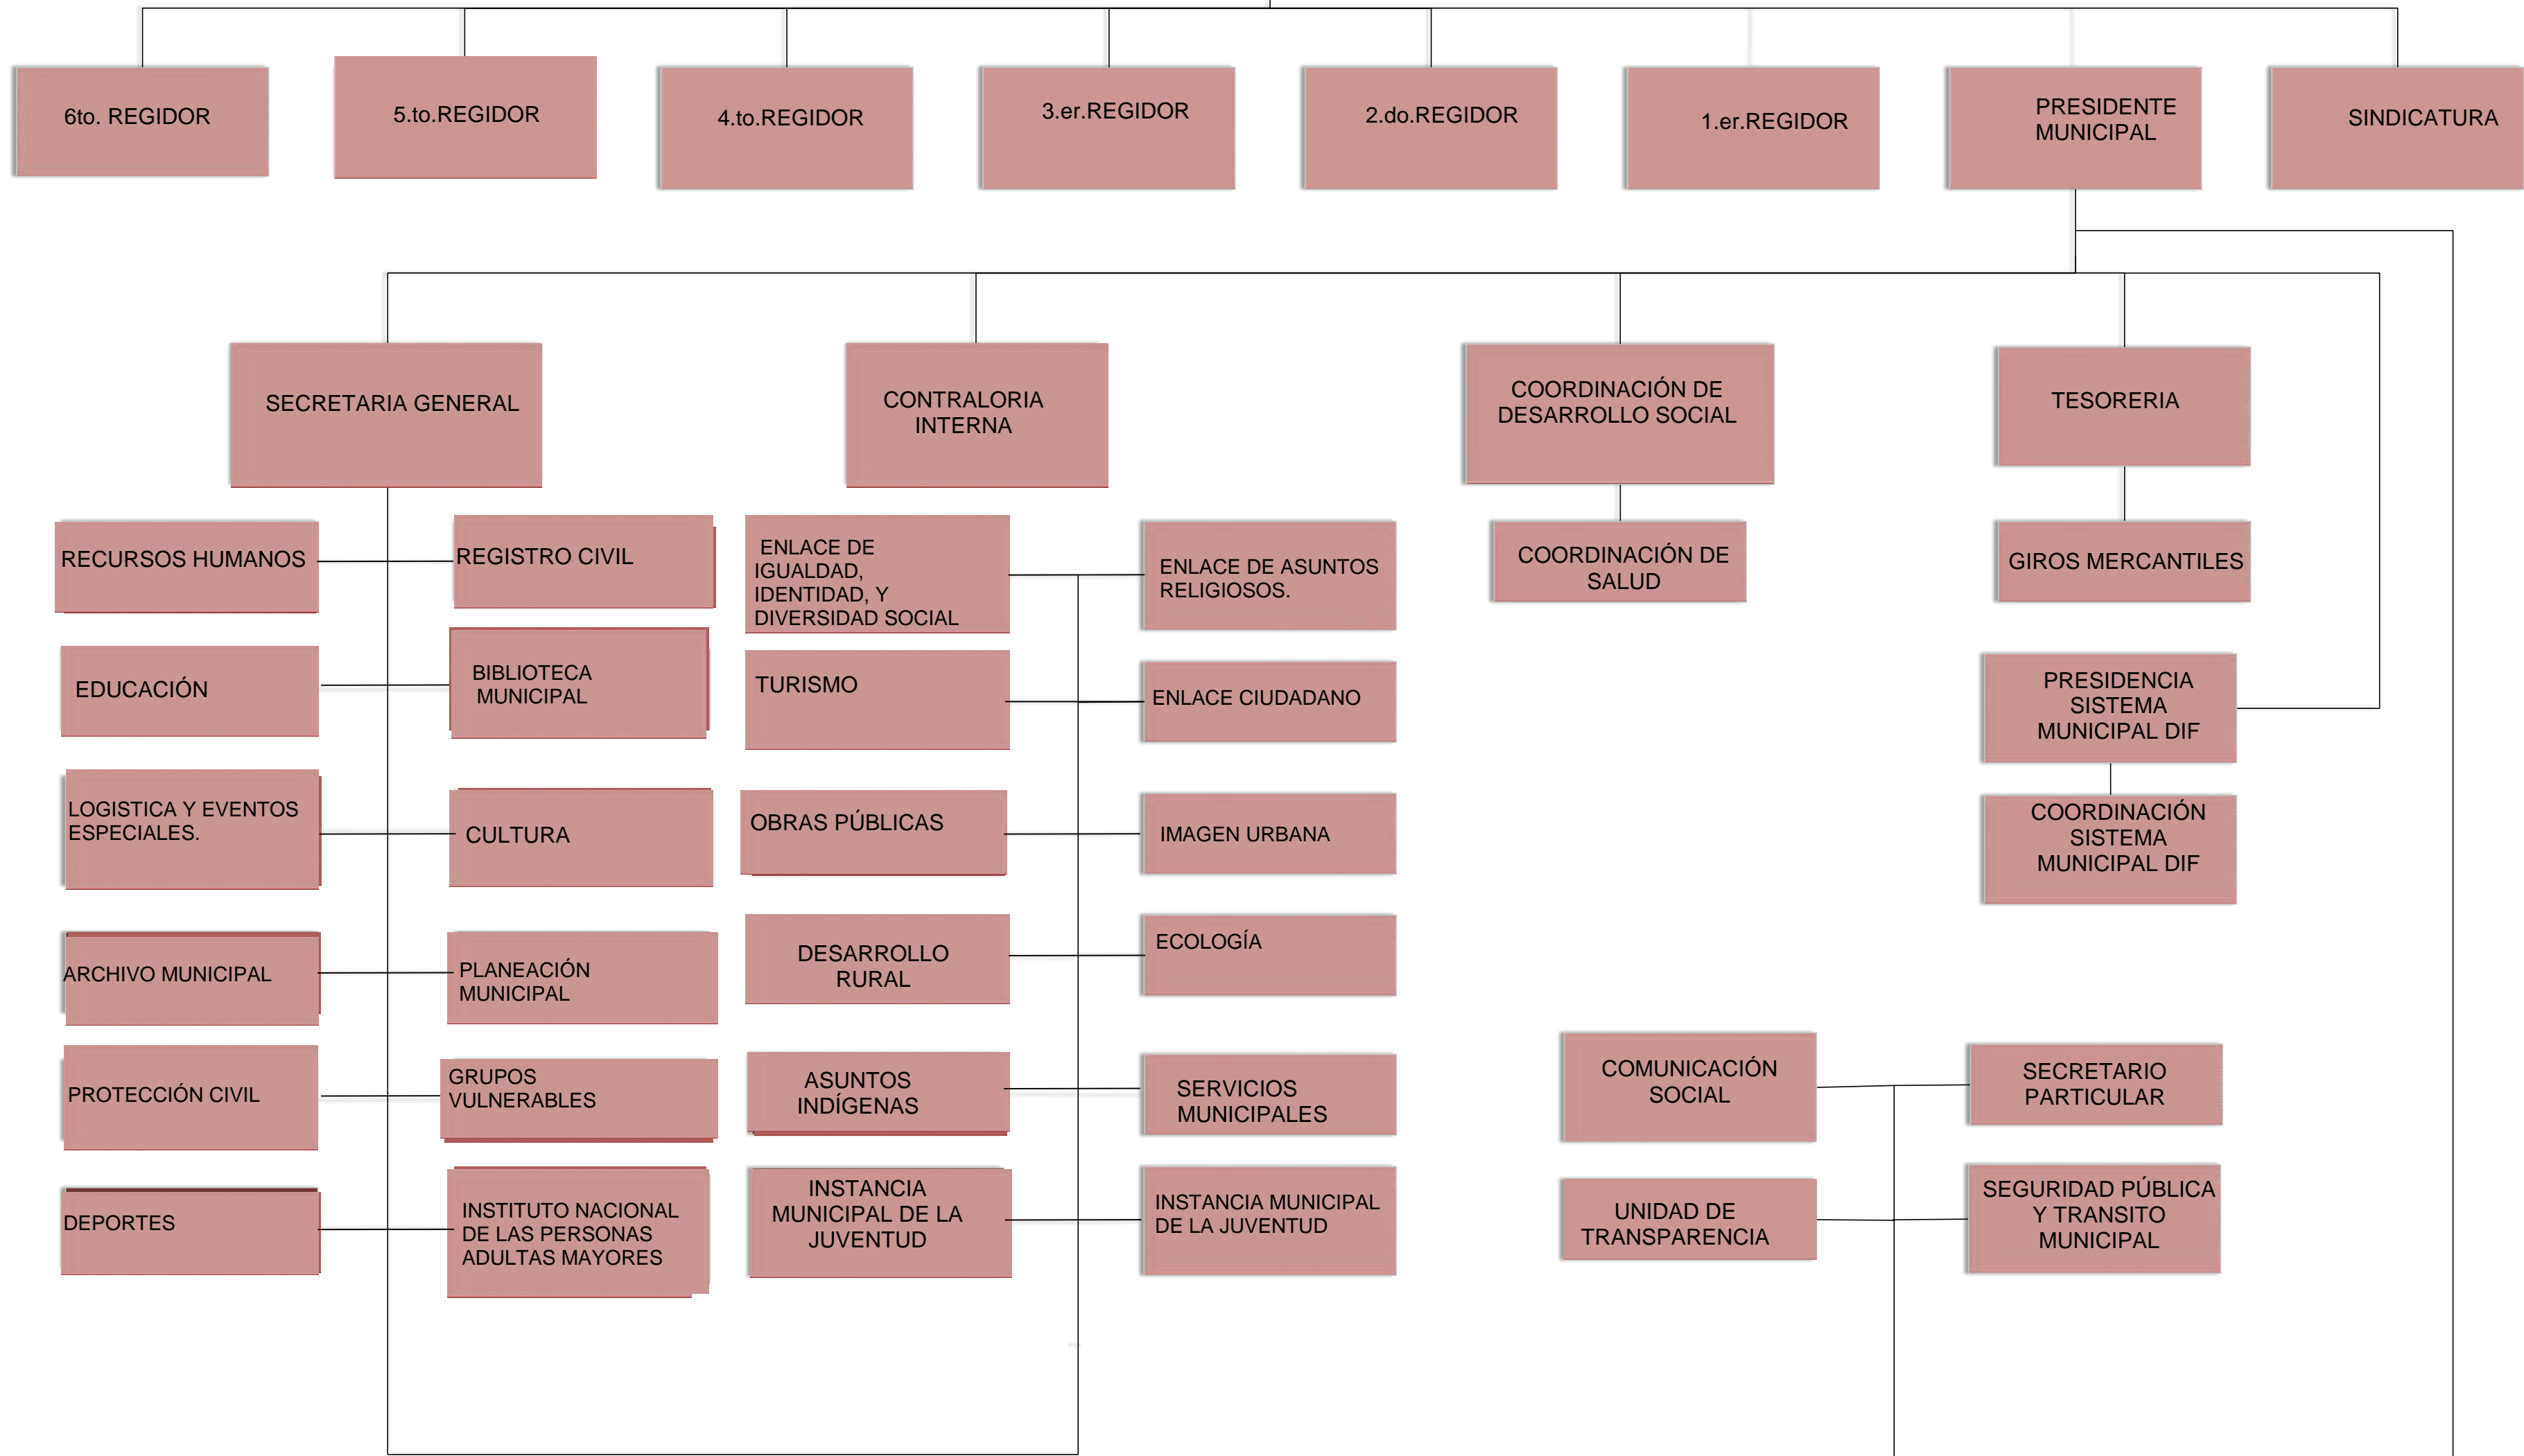 6to. REGIDOR
5.to.REGIDOR
4.to.REGIDOR
3.er.REGIDOR
2.do.REGIDOR
1.er.REGIDOR
PRESIDENTE
MUNICIPAL
SINDICATURA
SECRETARIA GENERAL
CONTRALORIA
INTERNA
COORDINACIÓN DE
DESARROLLO SOCIAL
TESORERIA
RECURSOS HUMANOS
REGISTRO CIVIL
ENLACE DE
IGUALDAD,
IDENTIDAD, Y
DIVERSIDAD SOCIAL
ENLACE DE ASUNTOS
RELIGIOSOS.
COORDINACIÓN DE
SALUD
GIROS MERCANTILES
EDUCACIÓN
BIBLIOTECA
MUNICIPAL
TURISMO
ENLACE CIUDADANO
PRESIDENCIA
SISTEMA
MUNICIPAL DIF
LOGISTICA Y EVENTOS
ESPECIALES.
CULTURA
OBRAS PÚBLICAS
IMAGEN URBANA
COORDINACIÓN
SISTEMA
MUNICIPAL DIF
ARCHIVO MUNICIPAL
PLANEACIÓN
MUNICIPAL
DESARROLLO
RURAL
ECOLOGÍA
PROTECCIÓN CIVIL
GRUPOS
VULNERABLES
ASUNTOS
INDÍGENAS
SERVICIOS
MUNICIPALES
COMUNICACIÓN
SOCIAL
SECRETARIO
PARTICULAR
DEPORTES
INSTITUTO NACIONAL
DE LAS PERSONAS
ADULTAS MAYORES
INSTANCIA
MUNICIPAL DE LA
JUVENTUD
INSTANCIA MUNICIPAL
DE LA JUVENTUD
UNIDAD DE
TRANSPARENCIA
SEGURIDAD PÚBLICA
Y TRANSITO
MUNICIPAL